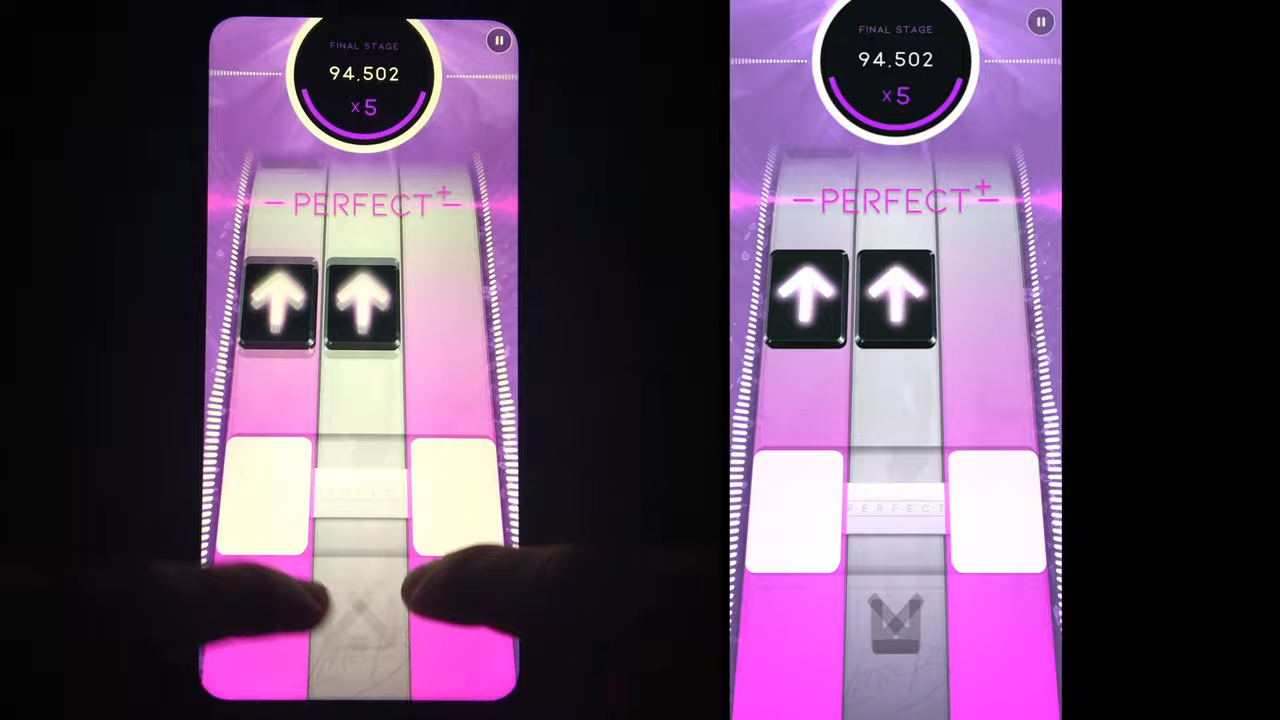 FINAL STAGE
94,502
x5
PERFECT+
FINAL STAGE
94,502
x5
PERFECT+
PERFECT